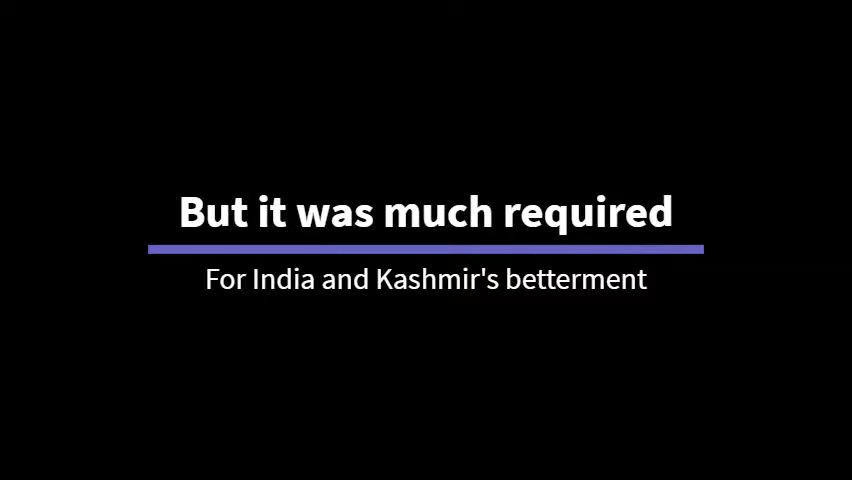 But it was much required
For India and Kashmir's betterment